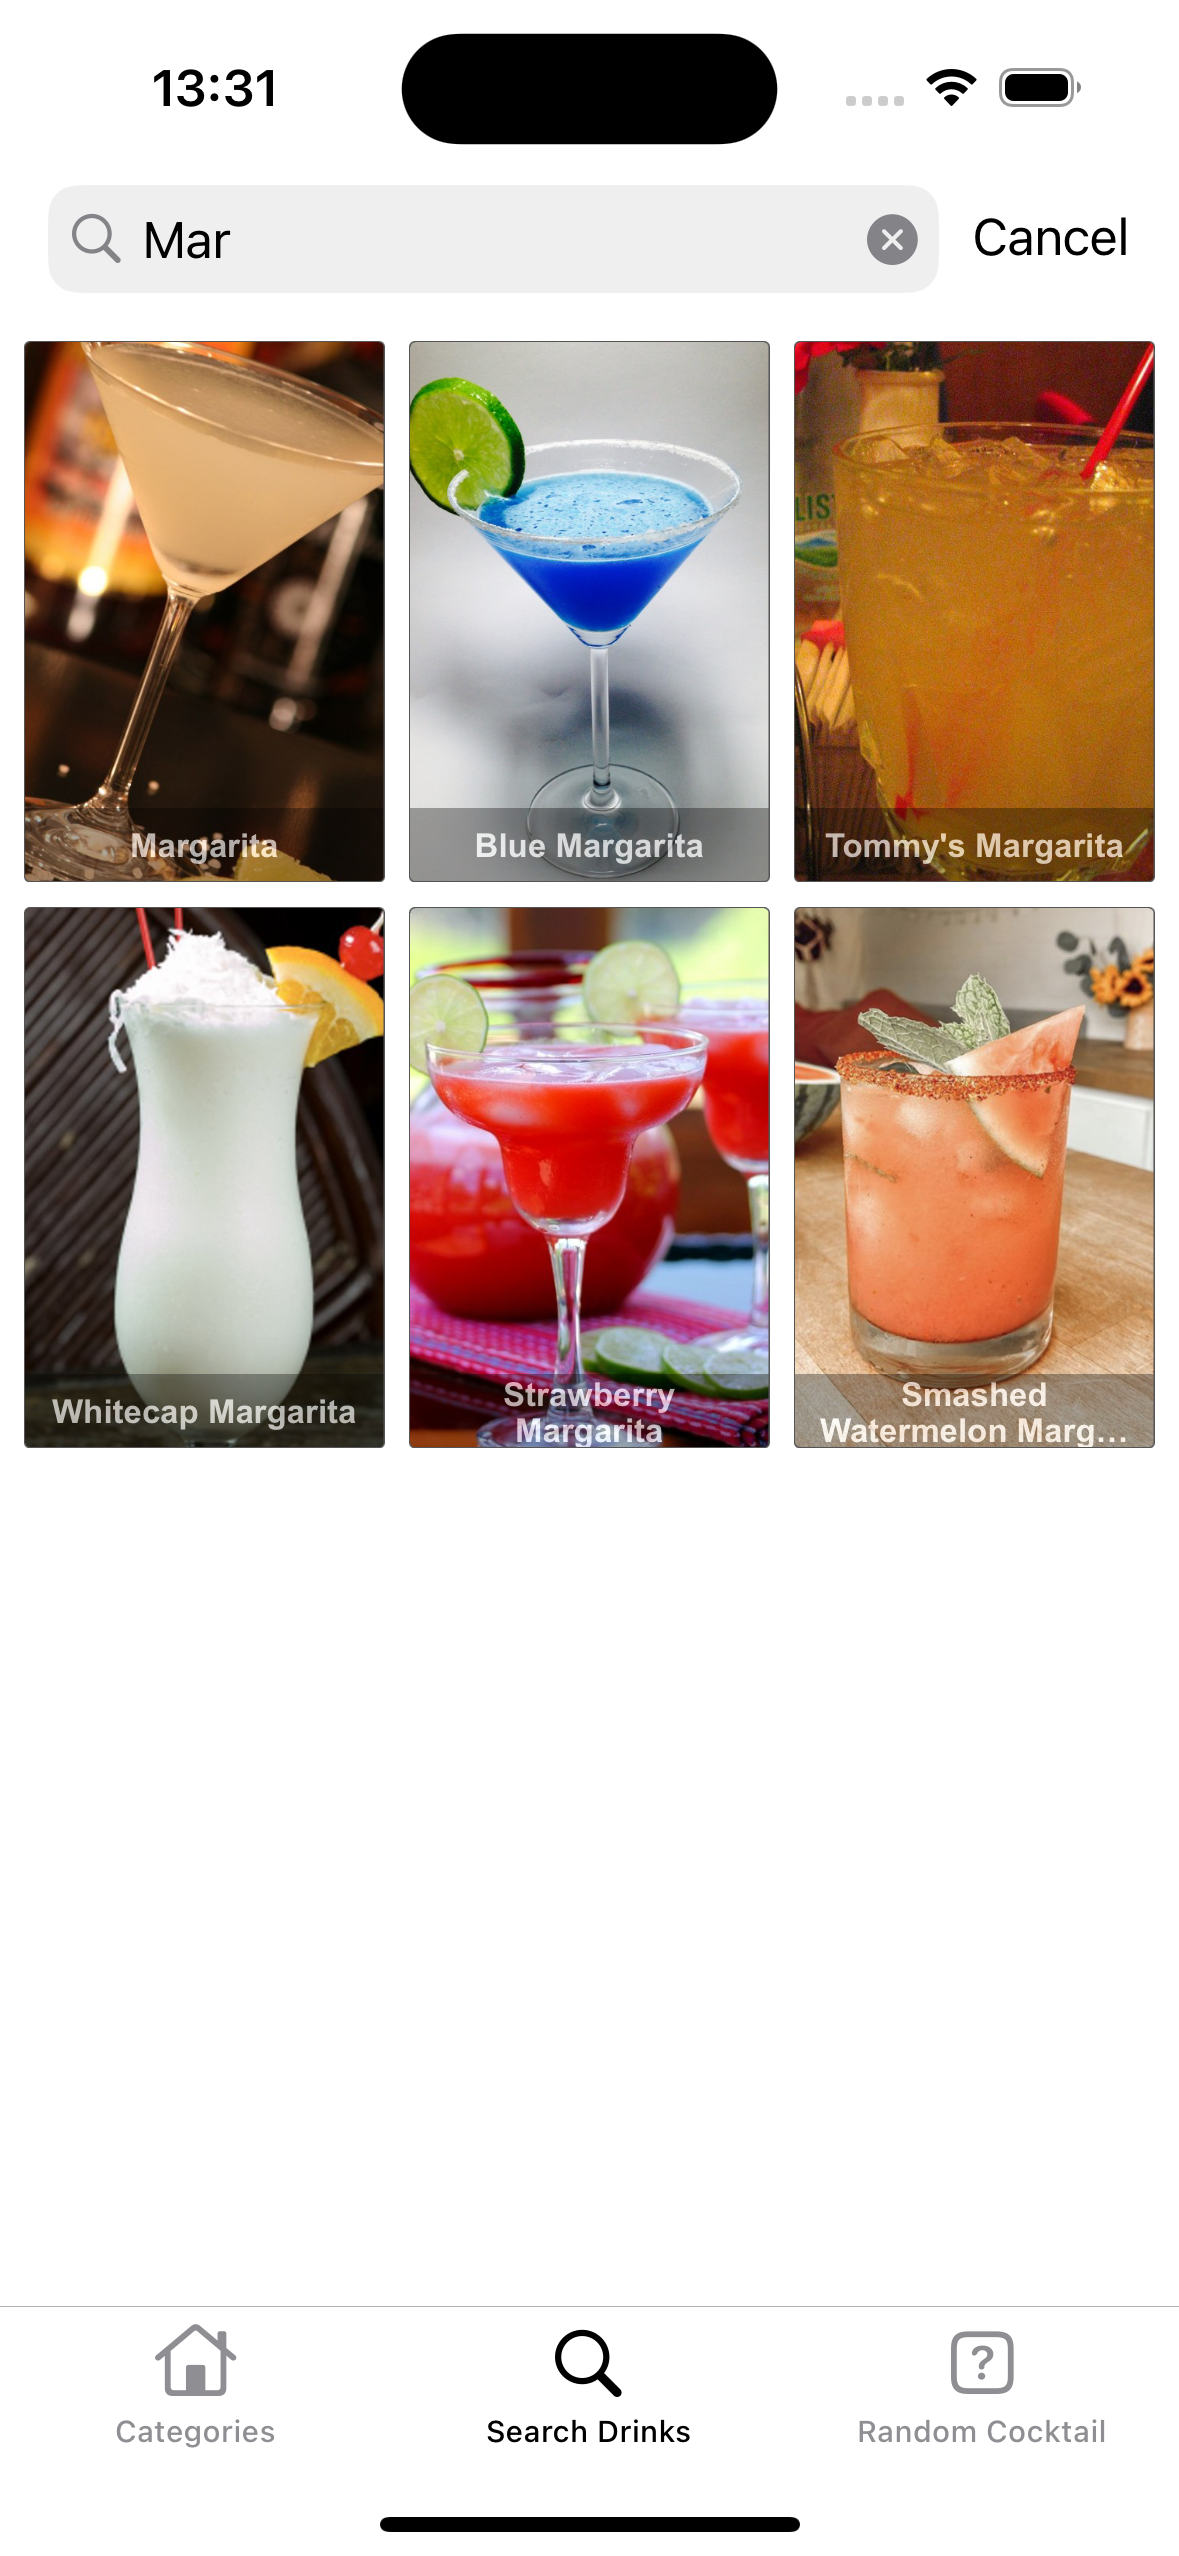 13:31
Mar
Cancel
LIS
Margarita
Blue Margarita
Tommy's Margarita
Whitecap Margarita
Strawberry
Margarita
Smashed
Watermelon Marg...
?
Categories
Search Drinks
Random Cocktail